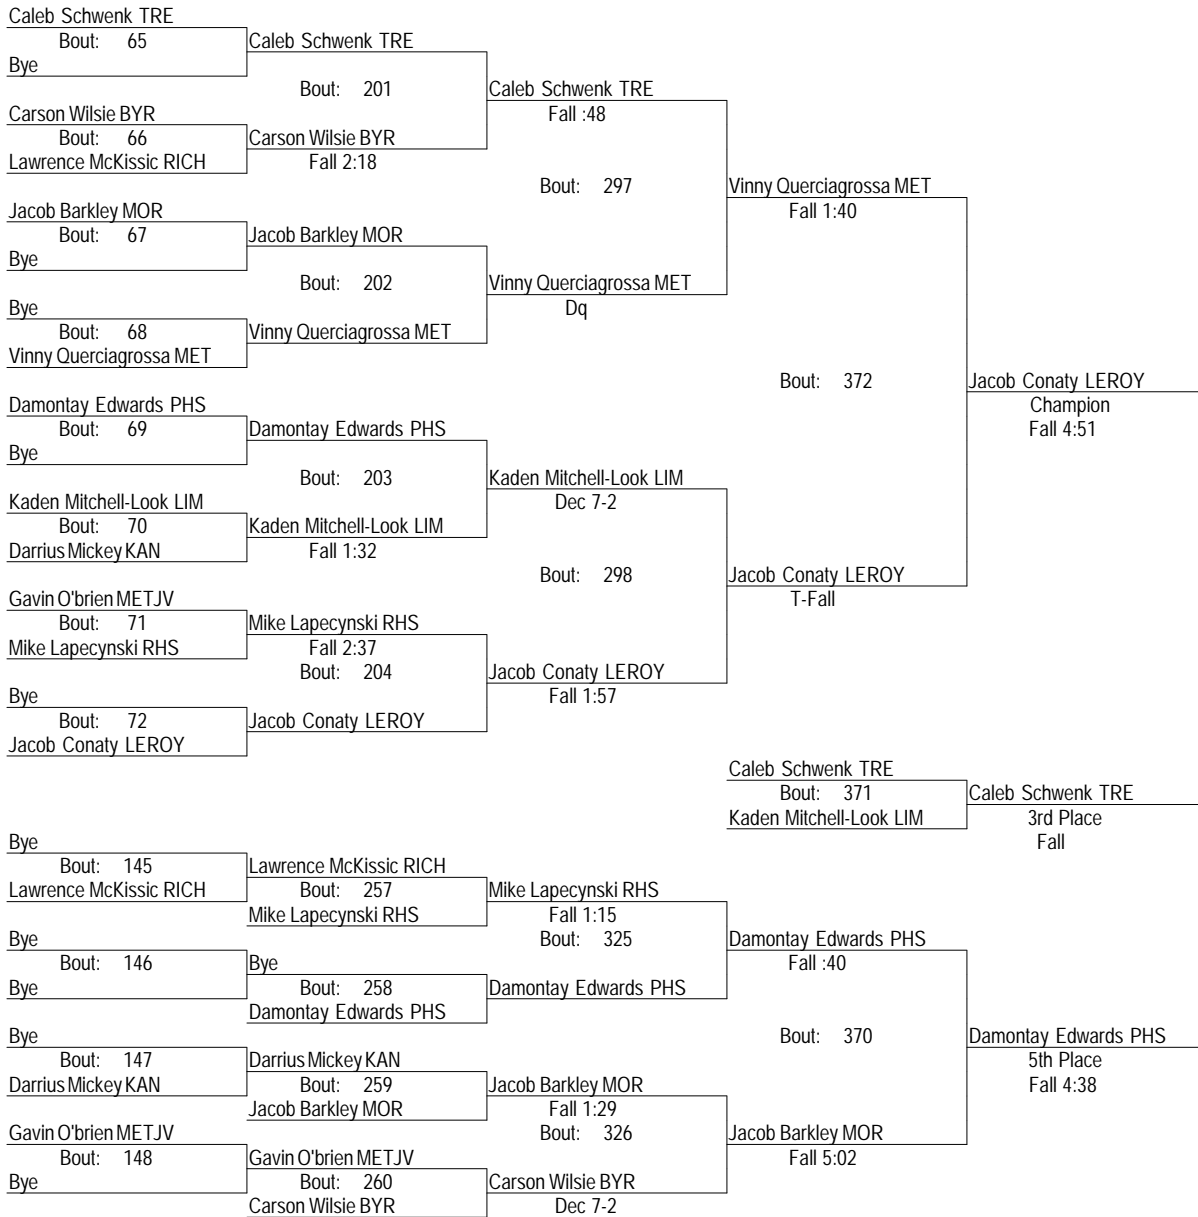 Caleb Schwenk TRE
Bout: 65
Caleb Schwenk TRE
Bye
Bout: 201
Caleb Schwenk TRE
Carson Wilsie BYR
Fall :48
Bout: 66
Carson Wilsie BYR
Lawrence McKissic RICH
Fall 2:18
Bout: 297
Vinny Querciagrossa MET
Jacob Barkley MOR
Fall 1:40
Bout: 67
Jacob Barkley MOR
Bye
Bout: 202
Vinny Querciagrossa MET
Bye
Dq
Bout: 68
Vinny Querciagrossa MET
Vinny Querciagrossa MET
Bout: 372
Jacob Conaty LEROY
Damontay Edwards PHS
Champion
Bout: 69
Damontay Edwards PHS
Fall 4:51
Bye
Bout: 203
Kaden Mitchell-Look LIM
Kaden Mitchell-Look LIM
Dec 7-2
Bout: 70
Kaden Mitchell-Look LIM
Darrius Mickey KAN
Fall 1:32
Bout: 298
Jacob Conaty LEROY
Gavin O'brien METJV
T-Fall
Bout: 71
Mike Lapecynski RHS
Mike Lapecynski RHS
Fall 2:37
Bout: 204
Jacob Conaty LEROY
Bye
Fall 1:57
Bout: 72
Jacob Conaty LEROY
Jacob Conaty LEROY
Caleb Schwenk TRE
Bout: 371
Caleb Schwenk TRE
Kaden Mitchell-Look LIM
3rd Place
Fall
Bye
Bout: 145
Lawrence McKissic RICH
Lawrence McKissic RICH
Bout: 257
Mike Lapecynski RHS
Mike Lapecynski RHS
Fall 1:15
Bye
Bout: 325
Damontay Edwards PHS
Bout: 146
Bye
Fall :40
Bye
Bout: 258
Damontay Edwards PHS
Damontay Edwards PHS
Bye
Bout: 370
Damontay Edwards PHS
Bout: 147
Darrius Mickey KAN
5th Place
Darrius Mickey KAN
Bout: 259
Jacob Barkley MOR
Fall 4:38
Jacob Barkley MOR
Fall 1:29
Gavin O'brien METJV
Bout: 326
Jacob Barkley MOR
Bout: 148
Gavin O'brien METJV
Fall 5:02
Bye
Bout: 260
Carson Wilsie BYR
Carson Wilsie BYR
Dec 7-2